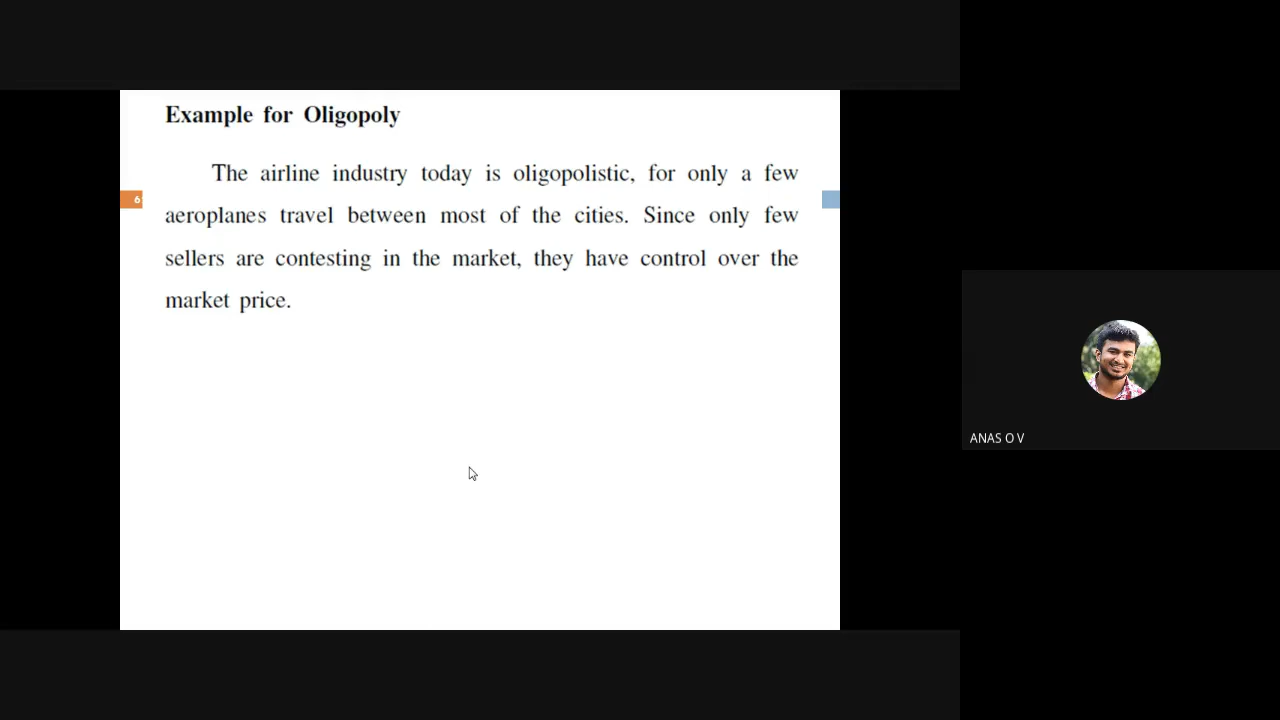 Example for Oligopoly
The airline industry today is oligopolistic, for only a few
6
aeroplanes travel between most of the cities. Since only few
sellers are contesting in the market, they have control over the
market price.
ANAS O V